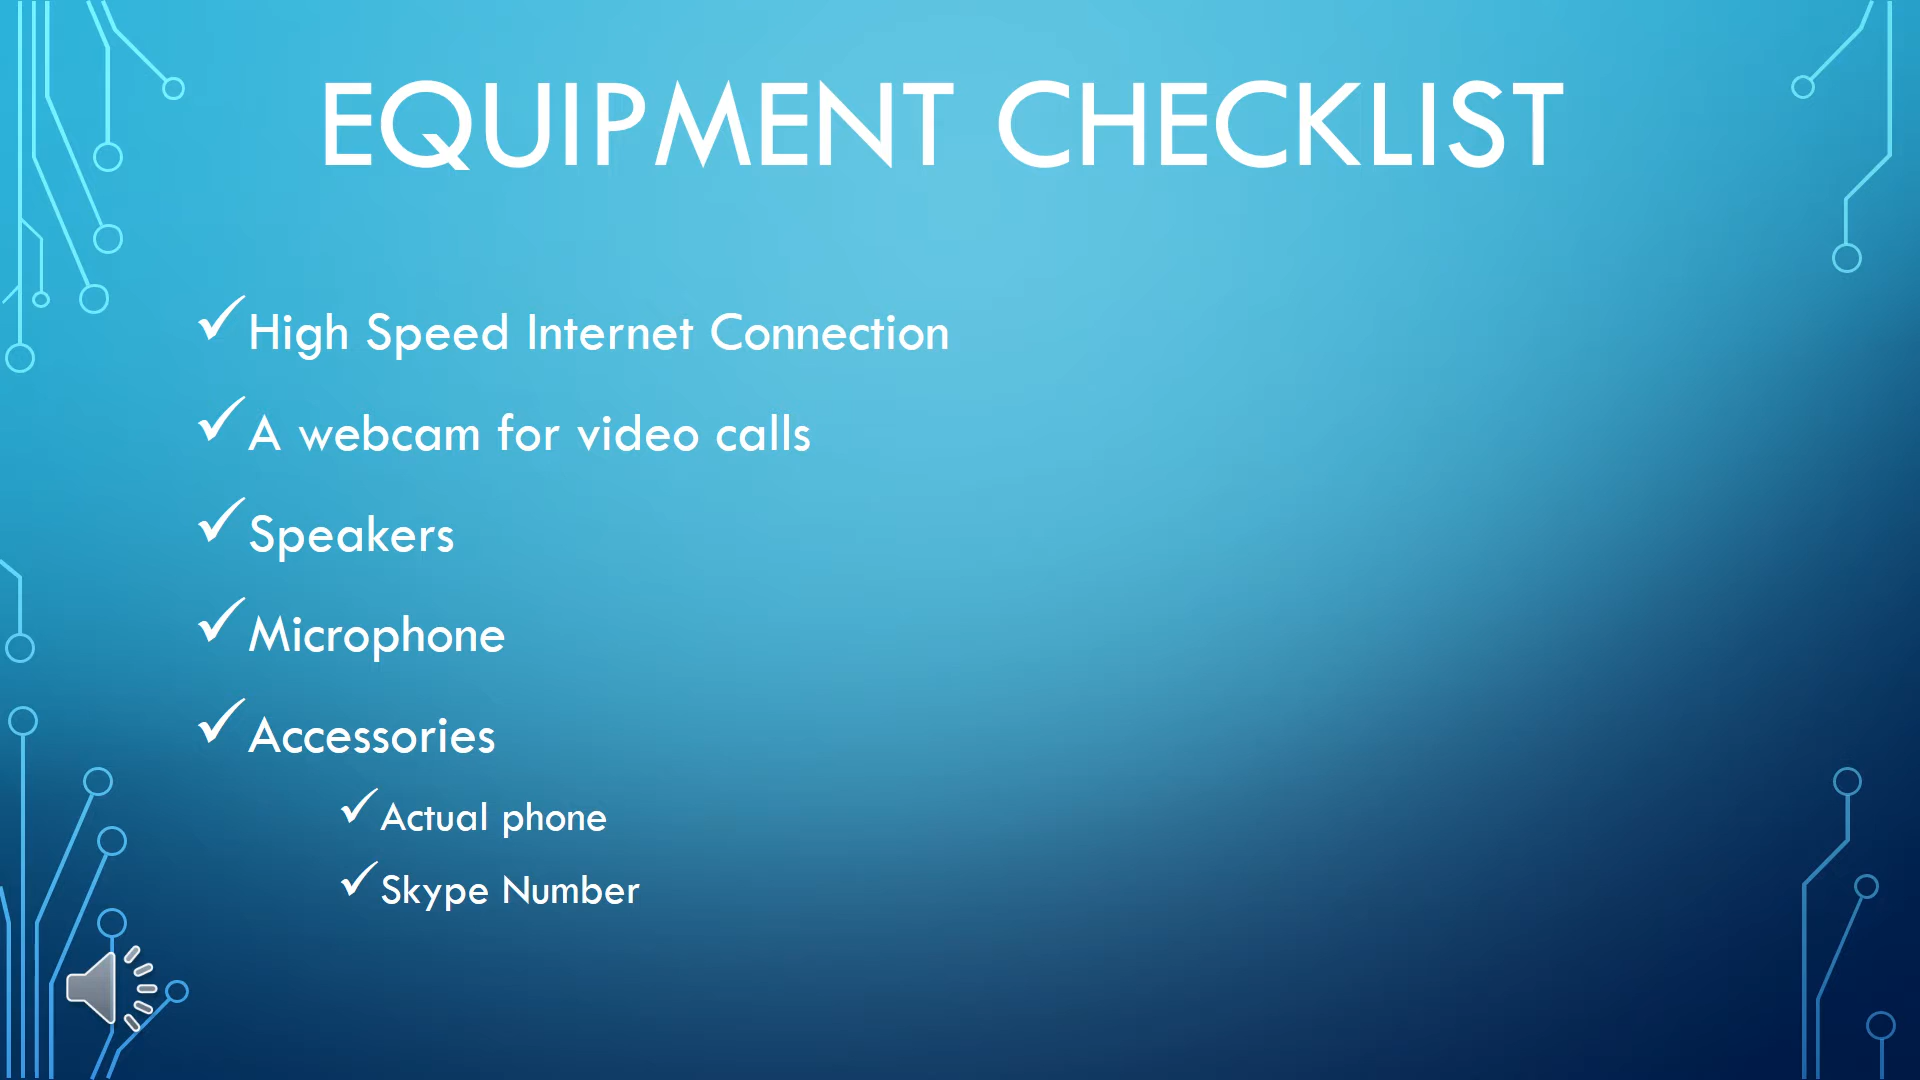 EQUIPMENT CHECKLIST
High Speed Internet Connection
A webcam for video calls
Speakers
Microphone
Accessories
Actual phone
Skype Number